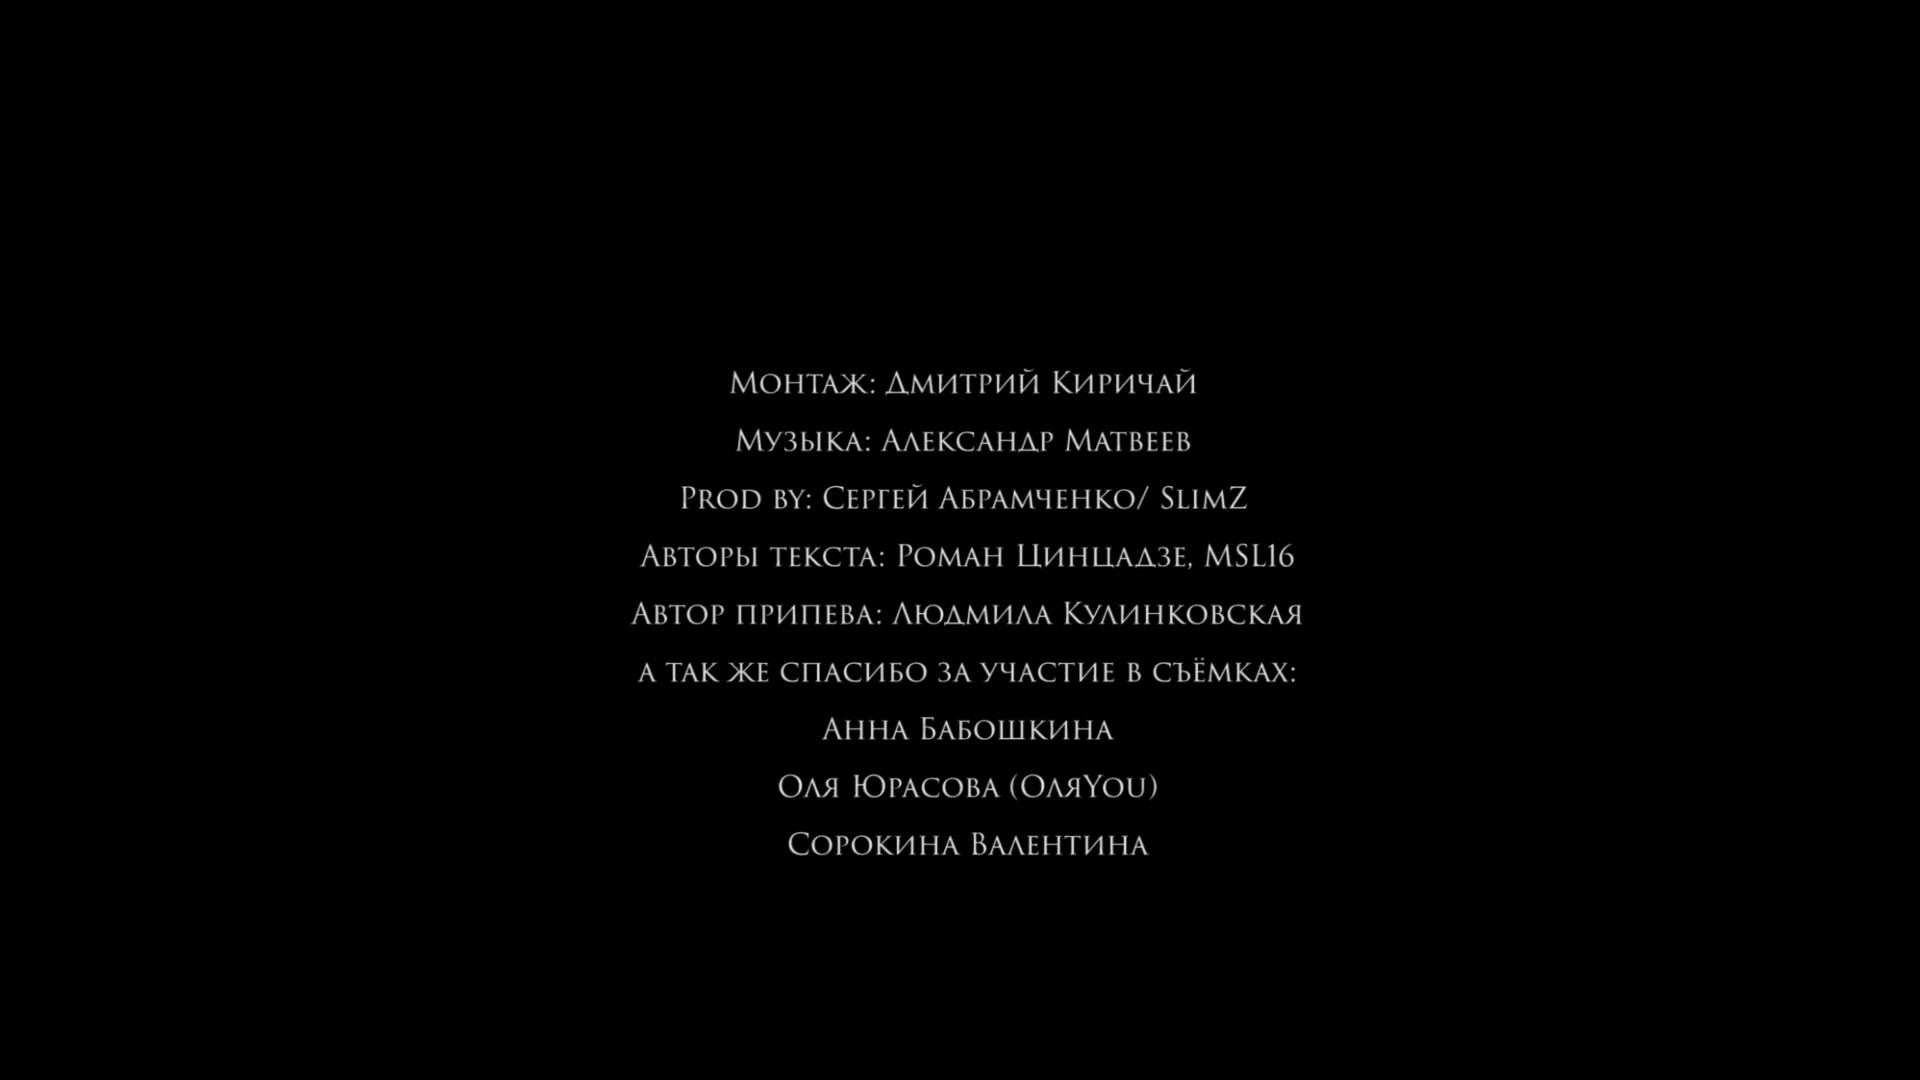 Монтаж: Дмитрий Киричай
Музыка: Александр Матвеев
Prod by: Сергей Абрамченко/ SlimZ
Авторы текста: Роман Цинцадзе, MSL16
Автор припева: Людмила Кулинковская
а так же спасибо за участие в съёмках:
Анна Бабошкина
Оля Юрасова (ОляYou)
Сорокина Валентина